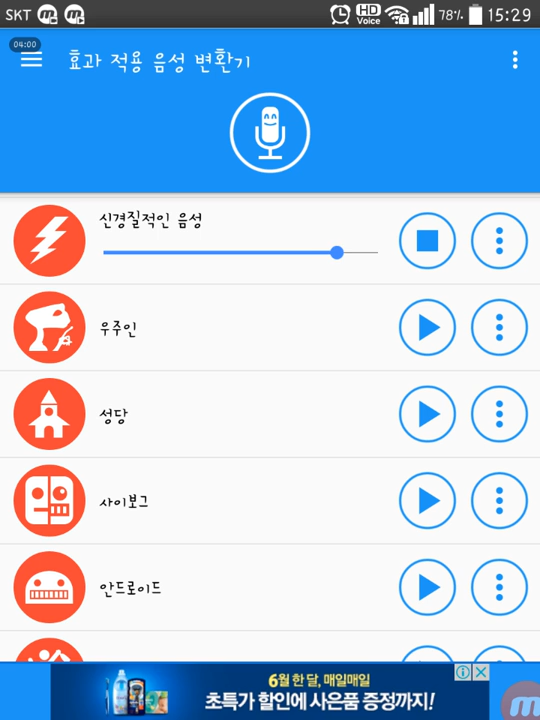 SKT
HD Voice
78%
15:29
04:00
효과 적용 음성 변환기
신경질적인 음성
우주인
성당
사이보그
안드로이드
6월 한 달, 매일매일
초특가 할인에 사은품 증정까지!